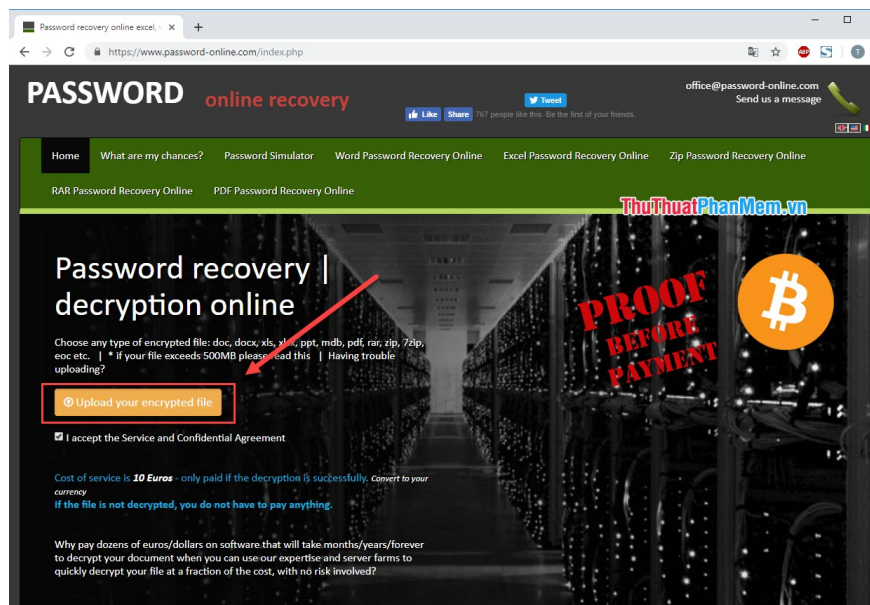 Password recovery online excel, v
https://www.password-online.com/index.php
ABP
S
T
PASSWORD online recovery
Like Share 767 people like this. Be the first of your friends.
Tweet
office@password-online.com
Send us a message
Home What are my chances? Password Simulator Word Password Recovery Online Excel Password Recovery Online Zip Password Recovery Online
RAR Password Recovery Online PDF Password Recovery Online
ThuThuatPhanMem.vn
Password recovery |
decryption online
Choose any type of encrypted file: doc, docx, xls, xlsx, ppt, mdb, pdf, rar, zip, 7zip,
eoc etc. | * if your file exceeds 500MB please read this | Having trouble
uploading?
Upload your encrypted file
I accept the Service and Confidential Agreement
Cost of service is 10 Euros - only paid if the decryption is successfully. Convert to your
currency
If the file is not decrypted, you do not have to pay anything.
Why pay dozens of euros/dollars on software that will take months/years/forever
to decrypt your document when you can use our expertise and server farms to
quickly decrypt your file at a fraction of the cost, with no risk involved?
PROOF
BEFORE
PAYMENT